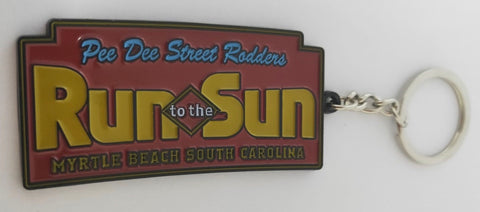 Pee Dee Street Rodders
Run to the Sun
MYRTLE BEACH SOUTH CAROLINA